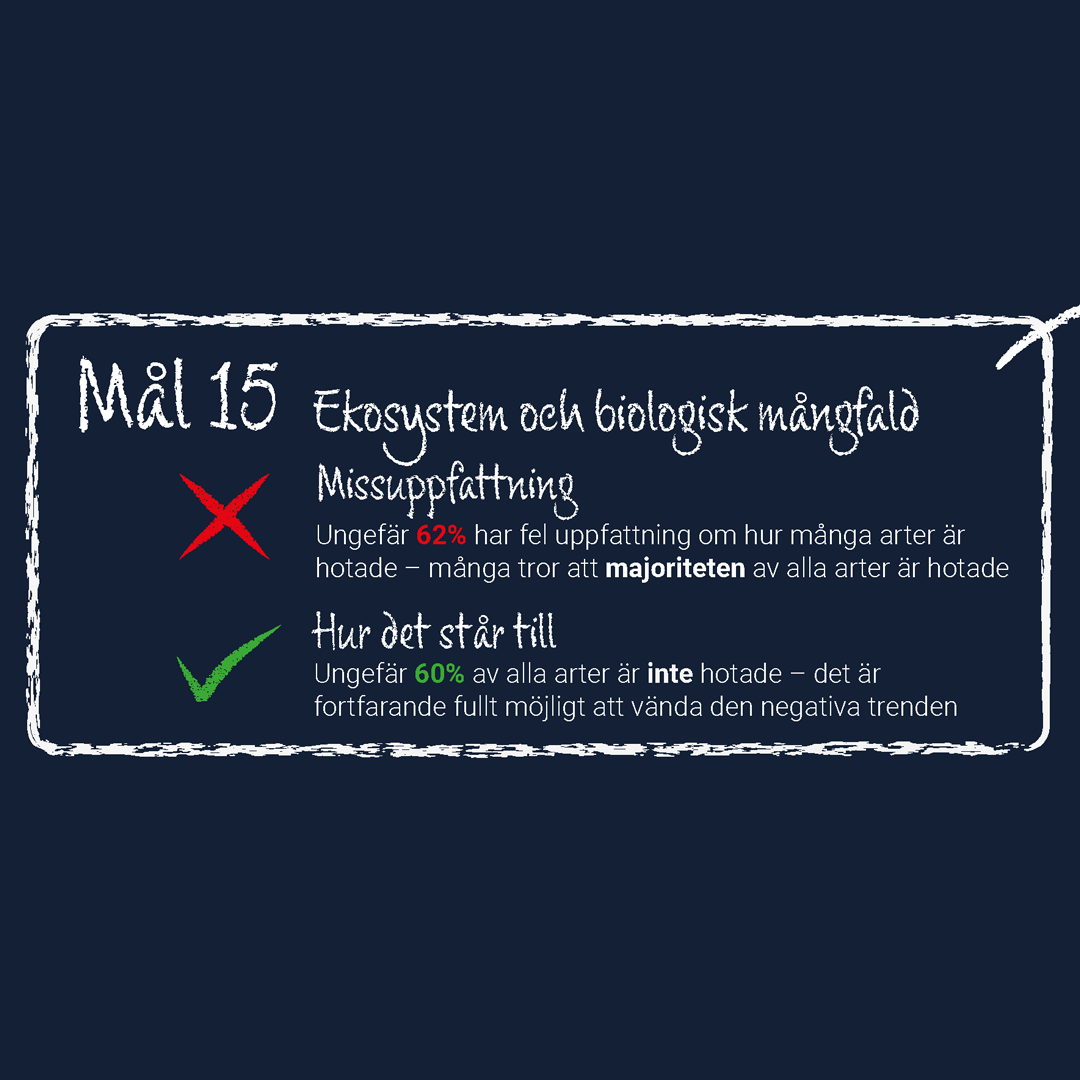 Mål 15
Ekosystem och biologisk mångfald
Missuppfattning
Ungefär 62% har fel uppfattning om hur många arter är
hotade – många tror att majoriteten av alla arter är hotade
Hur det står till
Ungefär 60% av alla arter är inte hotade – det är
fortfarande fullt möjligt att vända den negativa trenden